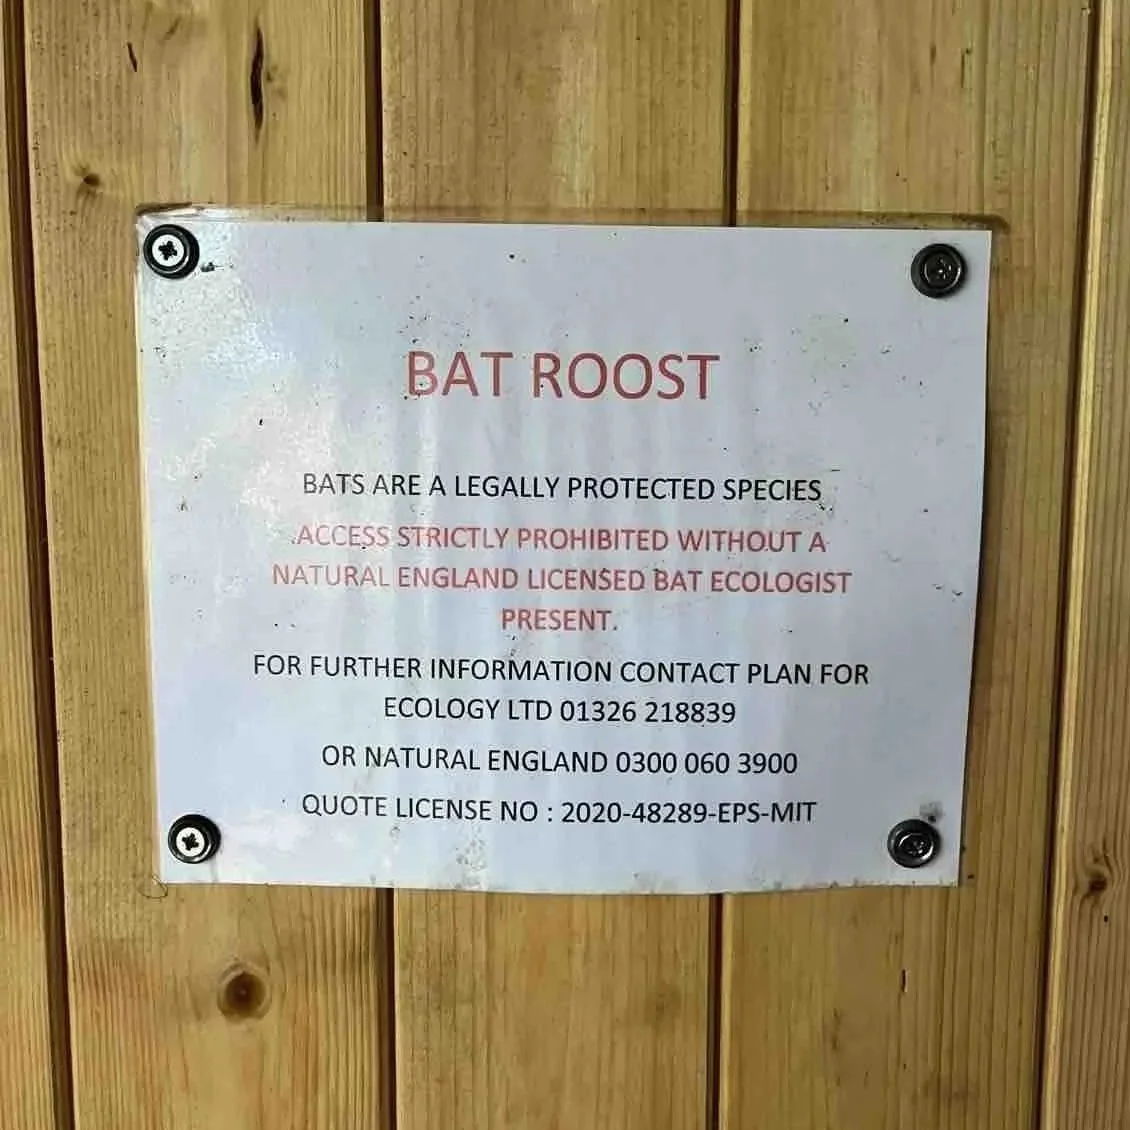 BAT ROOST
BATS ARE A LEGALLY PROTECTED SPECIES
ACCESS STRICTLY PROHIBITED WITHOUT A
NATURAL ENGLAND LICENSED BAT ECOLOGIST
PRESENT.
FOR FURTHER INFORMATION CONTACT PLAN FOR
ECOLOGY LTD 01326 218839
OR NATURAL ENGLAND 0300 060 3900
QUOTE LICENSE NO : 2020-48289-EPS-MIT